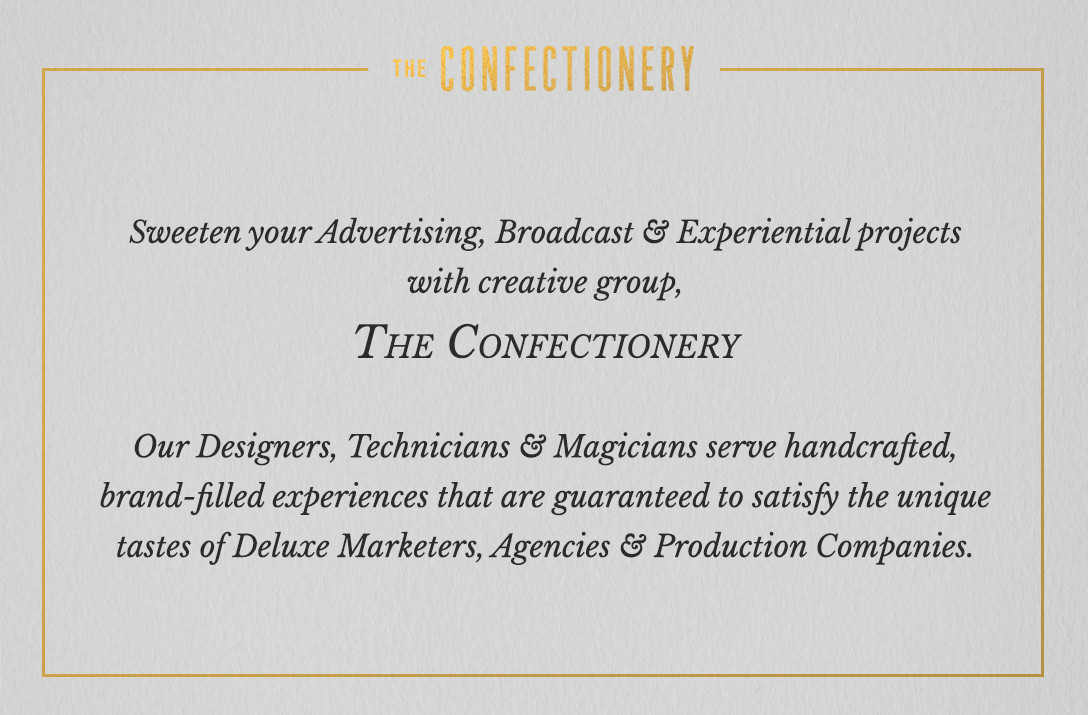 THE CONFECTIONERY
Sweeten your Advertising, Broadcast & Experiential projects
with creative group,
THE CONFECTIONERY
Our Designers, Technicians & Magicians serve handcrafted,
brand-filled experiences that are guaranteed to satisfy the unique
tastes of Deluxe Marketers, Agencies & Production Companies.